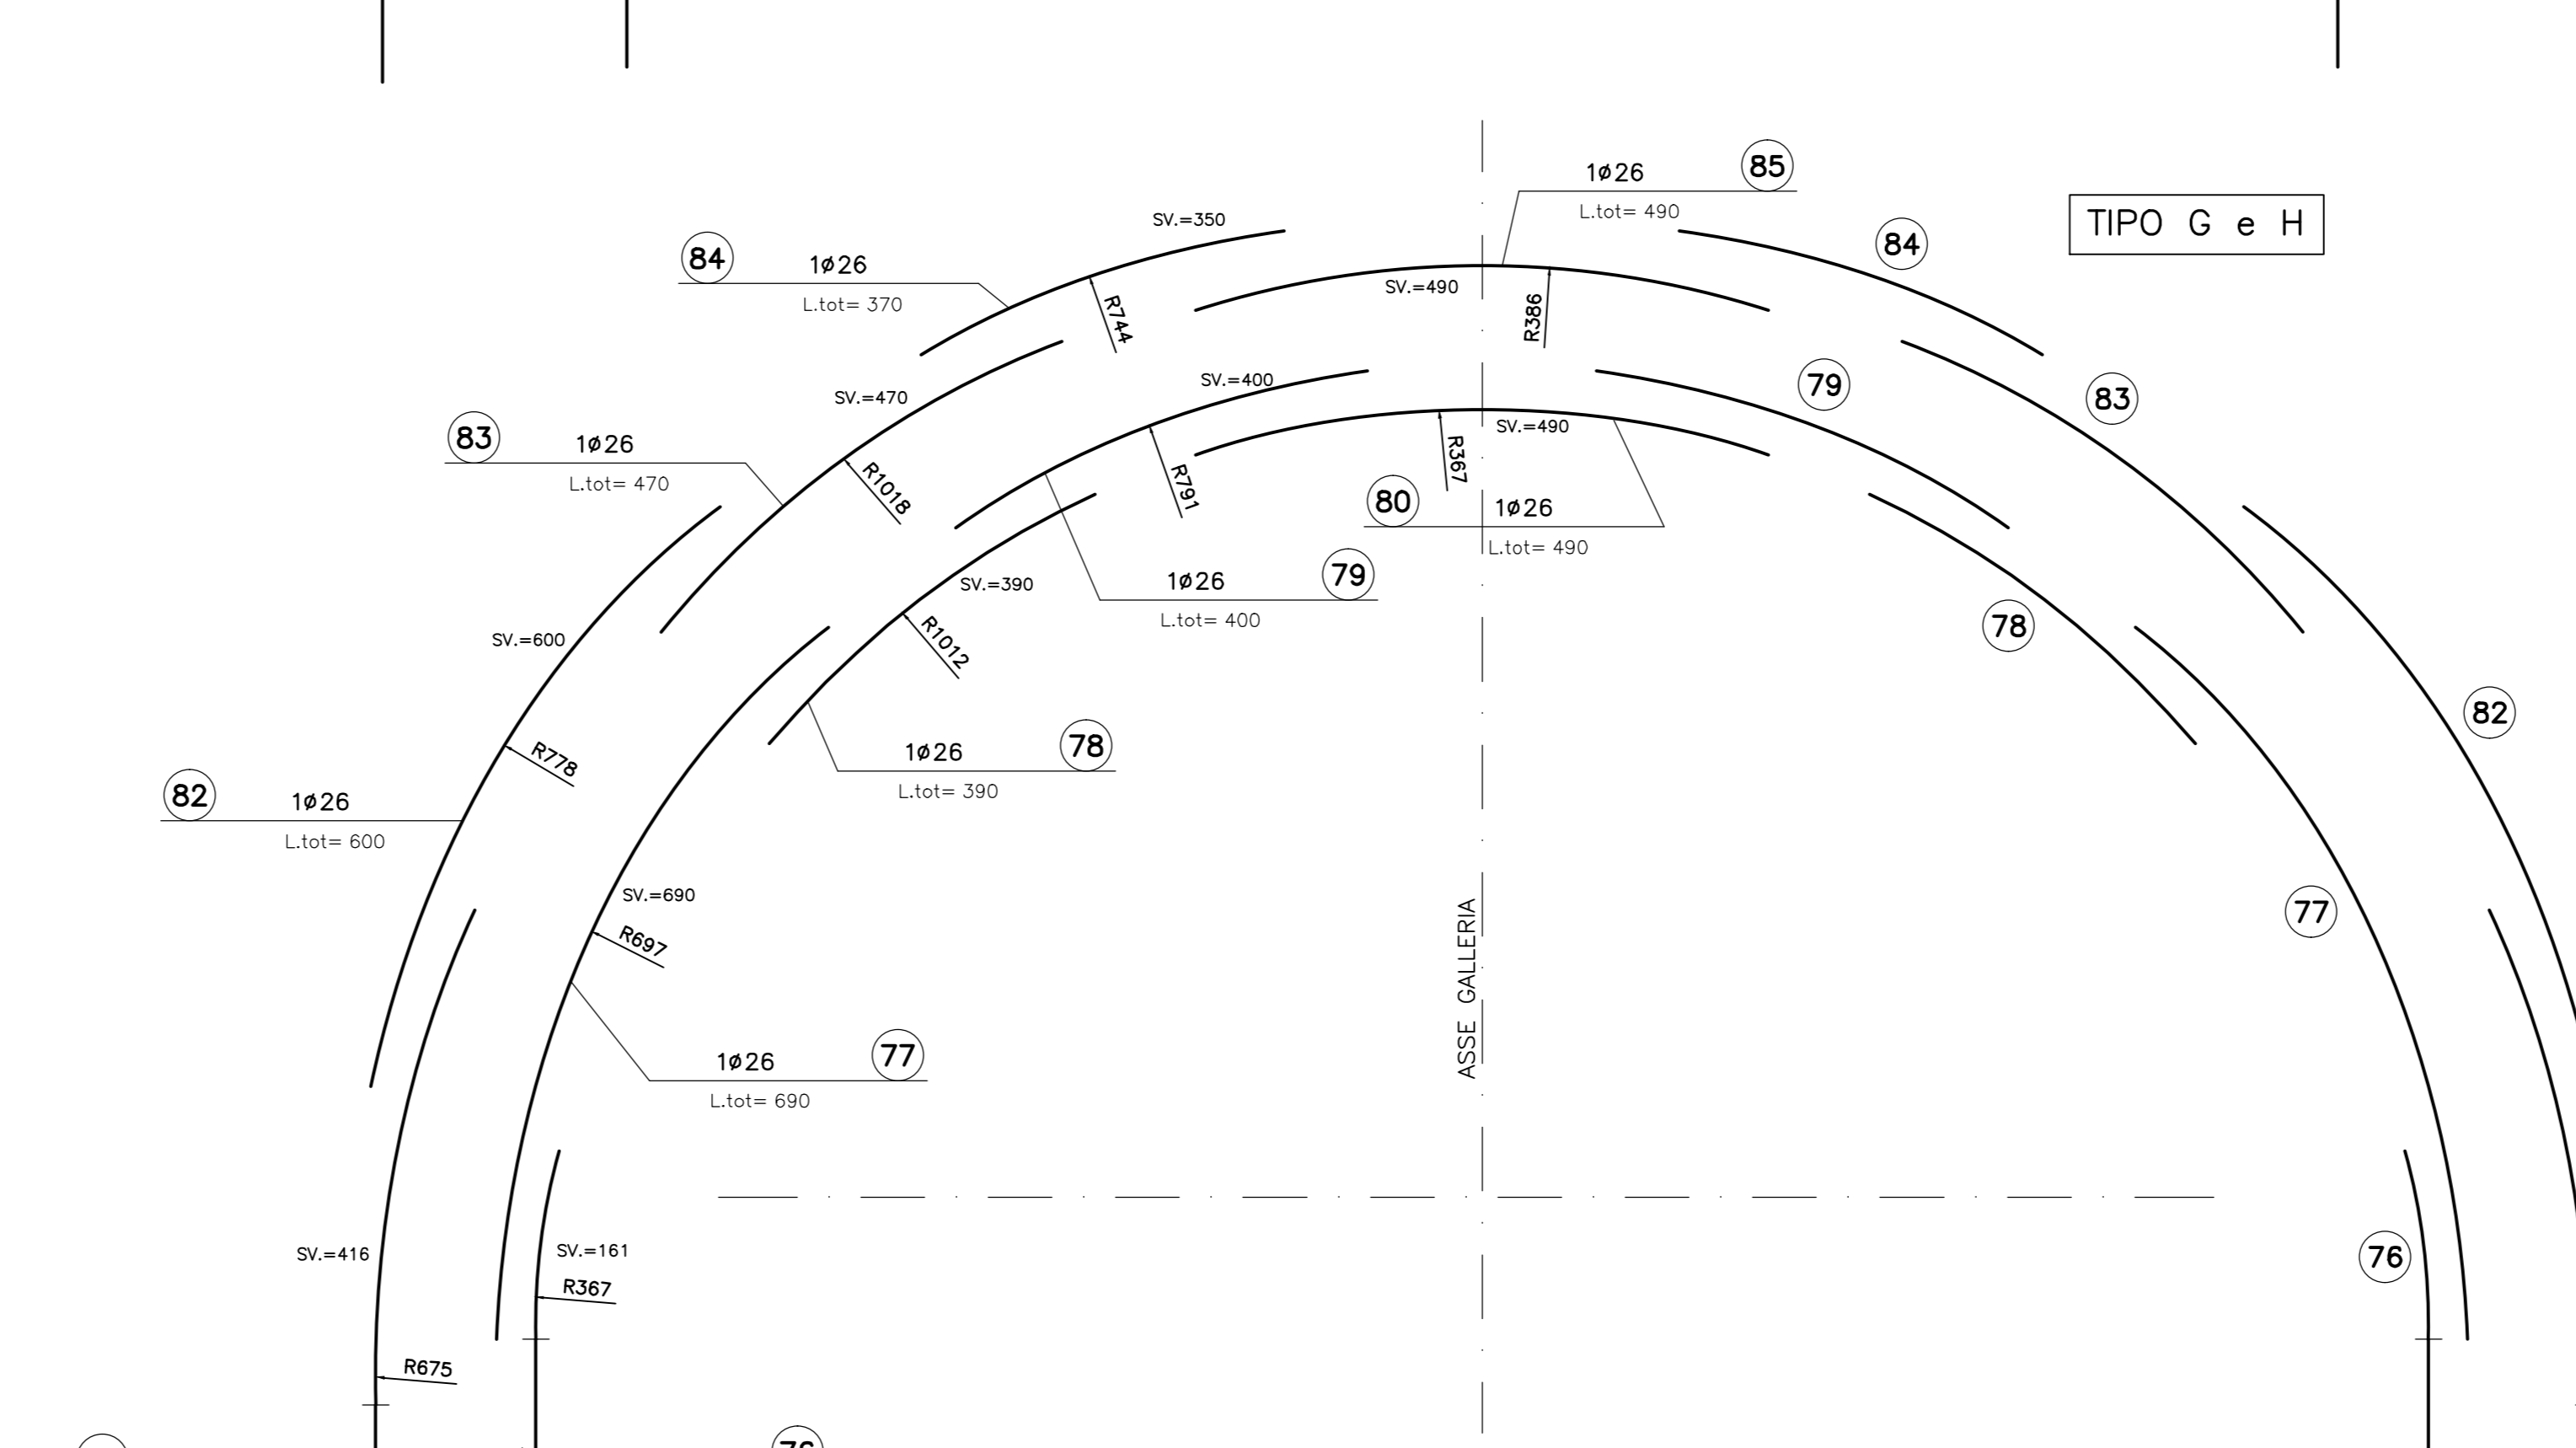 85
1ø26
L.tot= 490
TIPO G e H
SV.=350
84
84
1ø26
L.tot= 370
SV.=490
R744
R386
SV.=400
79
SV.=470
83
83
1ø26
L.tot= 470
SV.=490
R367
R1018
R791
80
1ø26
L.tot= 490
SV.=390
1ø26
79
L.tot= 400
78
SV.=600
R1012
82
1ø26
78
L.tot= 390
R778
82
1ø26
L.tot= 600
SV.=690
77
R697
ASSE GALLERIA
1ø26
77
L.tot= 690
SV.=416
SV.=161
76
R367
R675